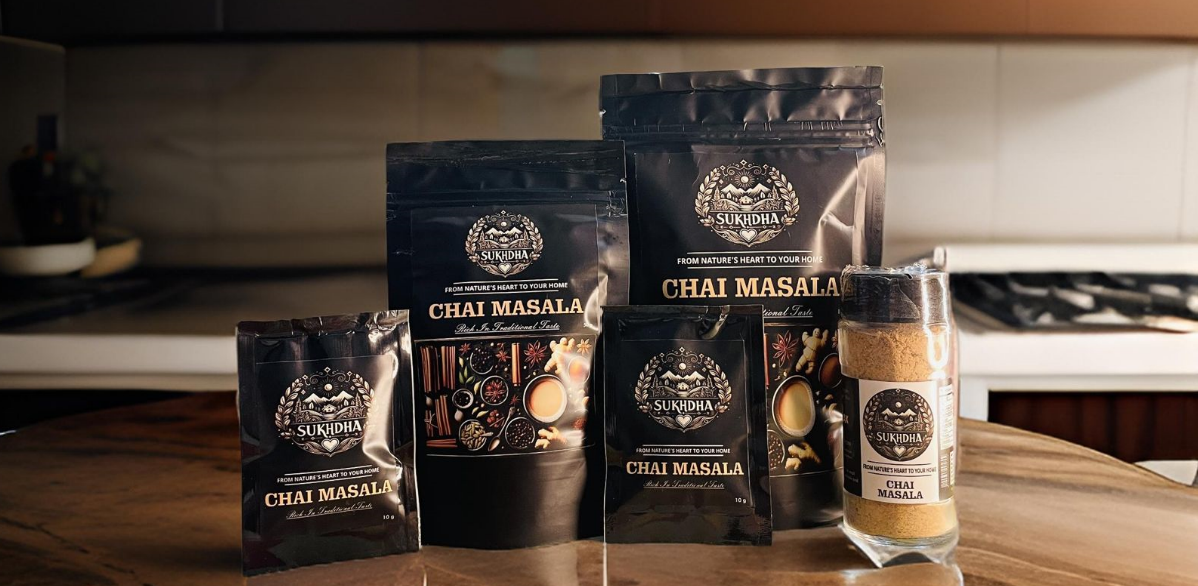 SUKHDHA
FROM NATURE'S HEART TO YOUR HOME
CHAI MASALA
Rich In Traditional Taste
SUKHDHA
FROM NATURE'S HEART TO YOUR HOME
CHAI MASALA
Traditional Taste
SUKHDHA
FROM NATURE'S HEART TO YOUR HOME
CHAI MASALA
Rich In Traditional Taste
10 g
SUKHDHA
FROM NATURE'S HEART TO YOUR HOME
CHAI MASALA
Rich In Traditional Taste
10 g
SUKHDHA
FROM NATURE'S HEART TO YOUR HOME
CHAI
MASALA